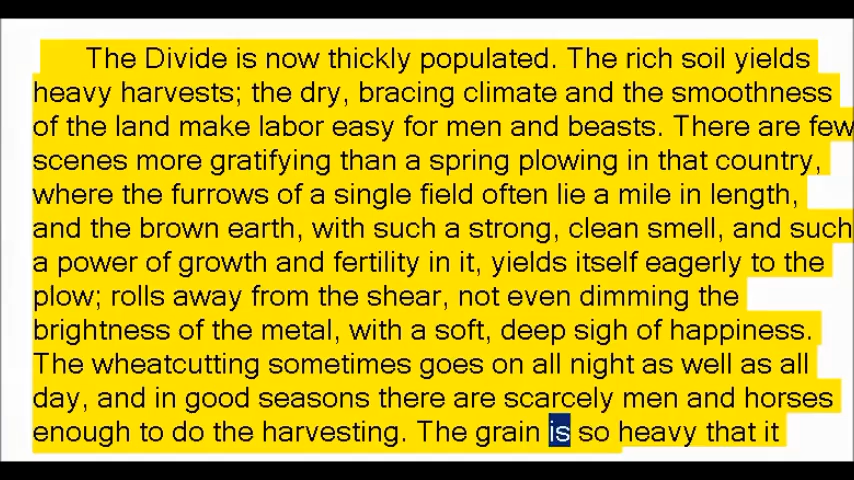 The Divide is now thickly populated. The rich soil yields
heavy harvests; the dry, bracing climate and the smoothness
of the land make labor easy for men and beasts. There are few
scenes more gratifying than a spring plowing in that country,
where the furrows of a single field often lie a mile in length,
and the brown earth, with such a strong, clean smell, and such
a power of growth and fertility in it, yields itself eagerly to the
plow; rolls away from the shear, not even dimming the
brightness of the metal, with a soft, deep sigh of happiness.
The wheatcutting sometimes goes on all night as well as all
day, and in good seasons there are scarcely men and horses
enough to do the harvesting. The grain is so heavy that it